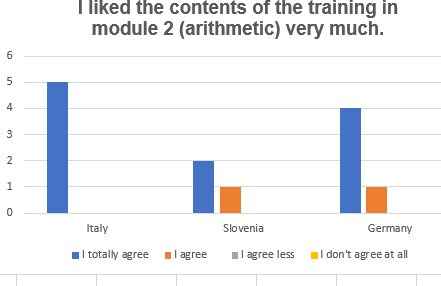 I liked the contents of the training in
module 2 (arithmetic) very much.
6
5
4
3
2
1
0
Italy Slovenia Germany
I totally agree I agree I agree less I don't agree at all